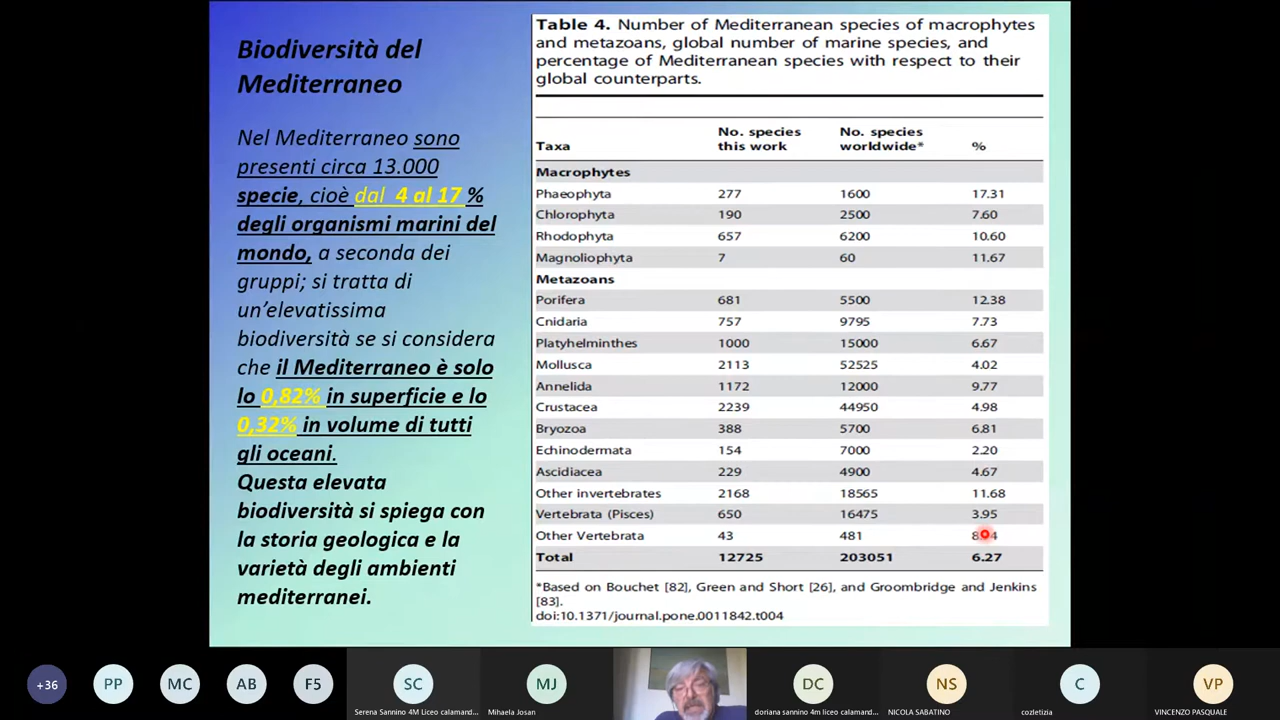 Biodiversità del
Mediterraneo
Nel Mediterraneo sono
presenti circa 13.000
specie, cioè dal 4 al 17 %
degli organismi marini del
mondo, a seconda dei
gruppi; si tratta di
un'elevatissima
biodiversità se si considera
che il Mediterraneo è solo
lo 0,82% in superficie e lo
0,32% in volume di tutti
gli oceani.
Questa elevata
biodiversità si spiega con
la storia geologica e la
varietà degli ambienti
mediterranei.
Table 4. Number of Mediterranean species of macrophytes
and metazoans, global number of marine species, and
percentage of Mediterranean species with respect to their
global counterparts.
Taxa No. species this work No. species worldwide* %
Macrophytes
Phaeophyta 277 1600 17.31
Chlorophyta 190 2500 7.60
Rhodophyta 657 6200 10.60
Magnoliophyta 7 60 11.67
Metazoans
Porifera 681 5500 12.38
Cnidaria 757 9795 7.73
Platyhelminthes 1000 15000 6.67
Mollusca 2113 52525 4.02
Annelida 1172 12000 9.77
Crustacea 2239 44950 4.98
Bryozoa 388 5700 6.81
Echinodermata 154 7000 2.20
Ascidiacea 229 4900 4.67
Other invertebrates 2168 18565 11.68
Vertebrata (Pisces) 650 16475 3.95
Other Vertebrata 43 481
Total 12725 203051 6.27
*Based on Bouchet [82], Green and Short [26], and Groombridge and Jenkins
[83].
doi:10.1371/journal.pone.0011842.t004
+36 PP MC AB F5 SC MJ DC NS C VP
Serena Sannino 4M Liceo calamand... Mihaela Josan doriana sannino 4m liceo calamand... NICOLA SABATINO cozletizia VINCENZO PASQUALE